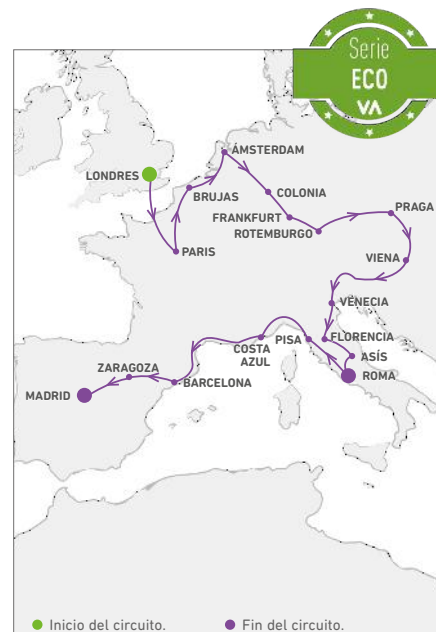 Serie
ECO
VA
ÁMSTERDAM
LONDRES
BRUJAS
COLONIA
FRANKFURT
PRAGA
ROTEMBURGO
PARIS
VIENA
VENECIA
FLORENCIA
PISA
COSTA
AZUL
ASÍS
ZARAGOZA
ROMA
BARCELONA
MADRID
Inicio del circuito.
Fin del circuito.